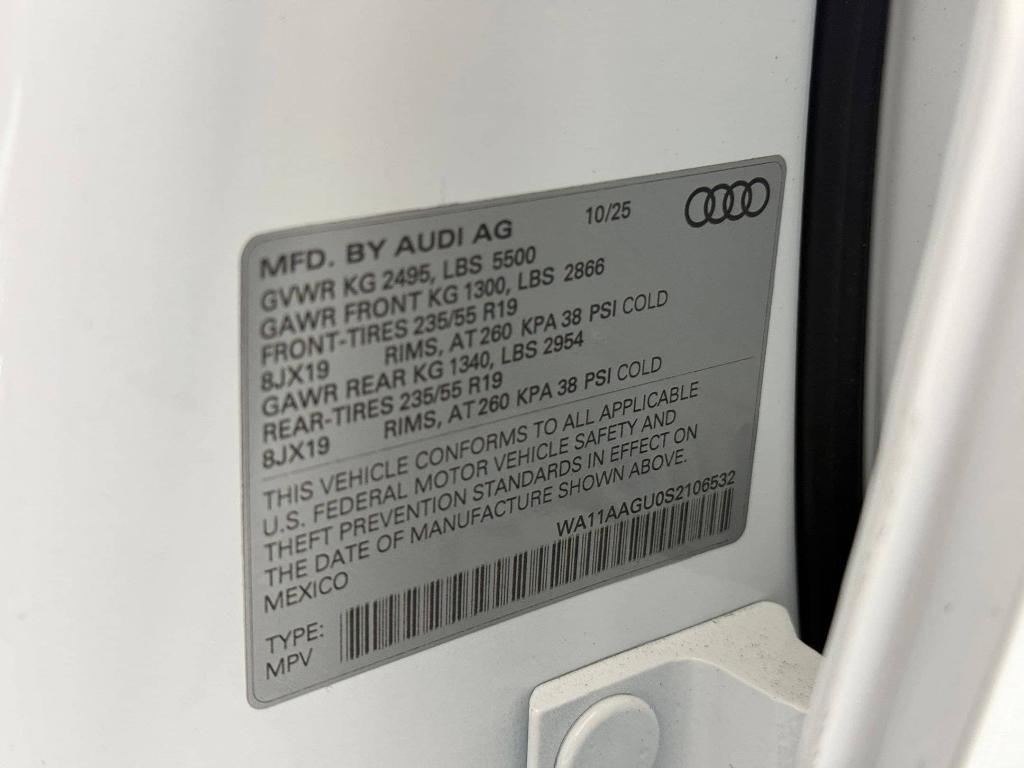 MFD. BY AUDI AG 10/25
GVWR KG 2495, LBS 5500
GAWR FRONT KG 1300, LBS 2866
FRONT-TIRES 235/55 R19
8JX19 RIMS, AT 260 KPA 38 PSI COLD
GAWR REAR KG 1340, LBS 2954
REAR-TIRES 235/55 R19
8JX19 RIMS, AT 260 KPA 38 PSI COLD
THIS VEHICLE CONFORMS TO ALL APPLICABLE
U.S. FEDERAL MOTOR VEHICLE SAFETY AND
THEFT PREVENTION STANDARDS IN EFFECT ON
THE DATE OF MANUFACTURE SHOWN ABOVE.
MEXICO WA11AAGU0S2106532
TYPE:
MPV